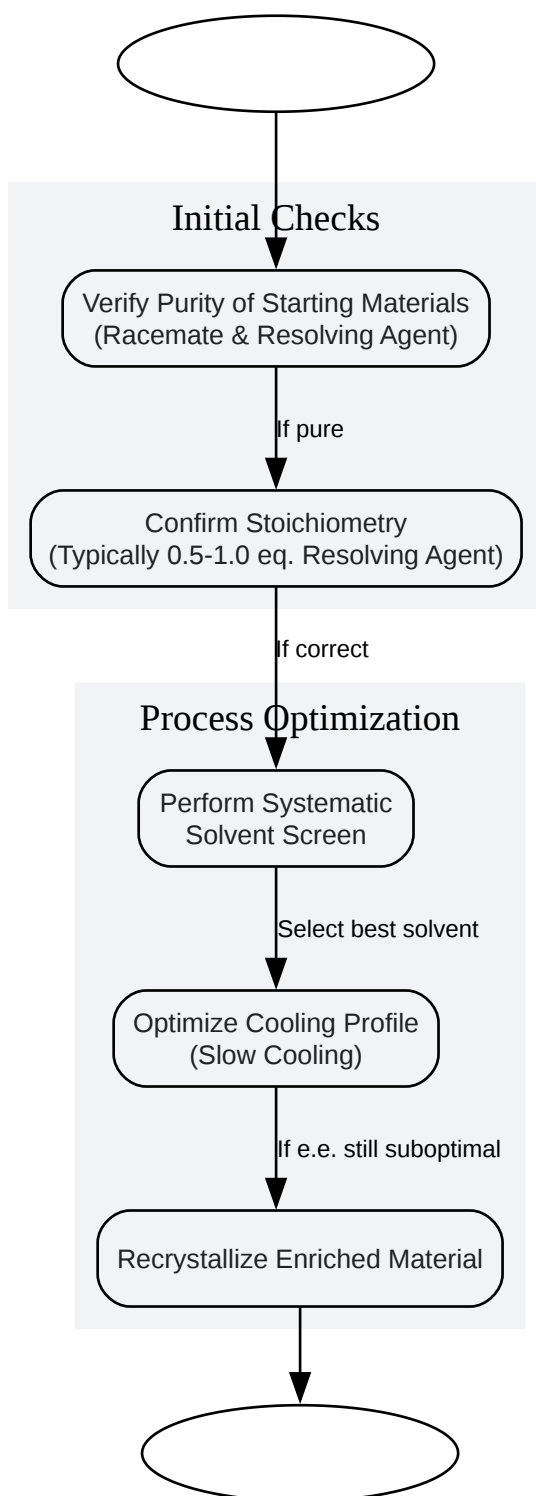 Initial Checks
Verify Purity of Starting Materials
(Racemate & Resolving Agent)
If pure
Confirm Stoichiometry
(Typically 0.5-1.0 eq. Resolving Agent)
If correct
Process Optimization
Perform Systematic
Solvent Screen
Select best solvent
Optimize Cooling Profile
(Slow Cooling)
If e.e. still suboptimal
Recrystallize Enriched Material